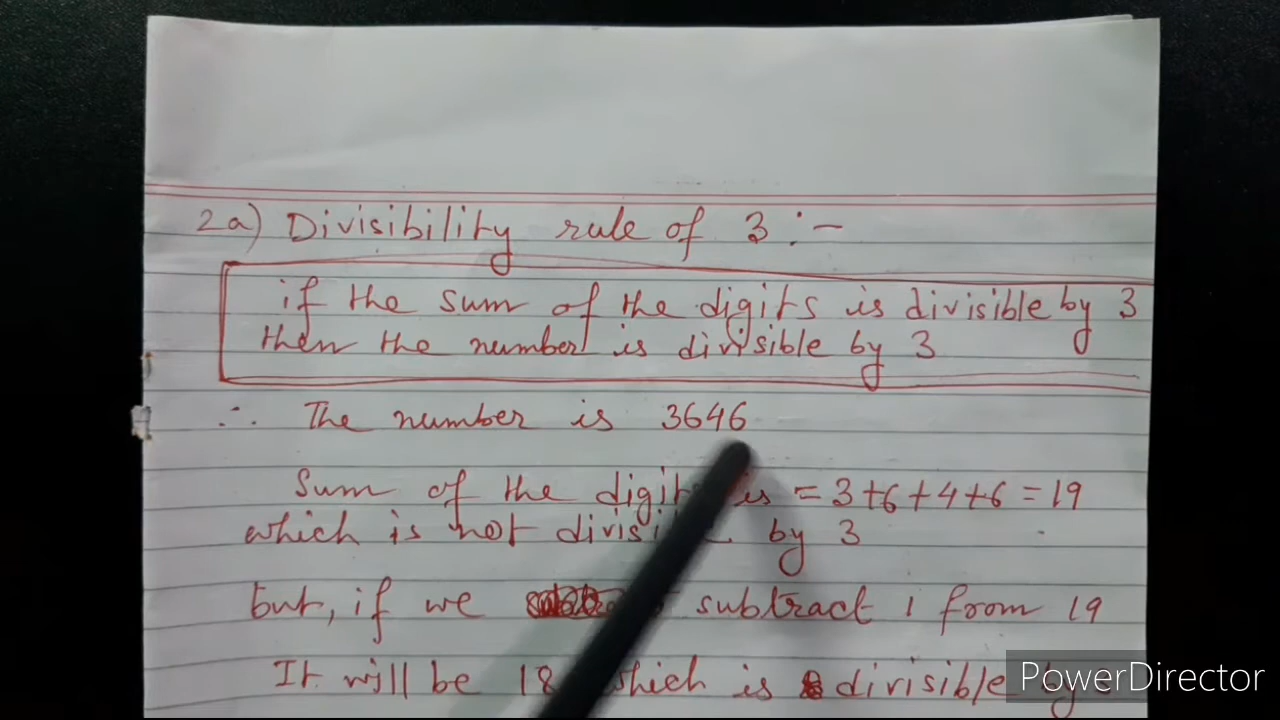 2a) Divisibility rule of 3 :-
if the sum of the digits is divisible by 3
then the number is divisible by 3
∴ The number is 3646
Sum of the digits is = 3+6+4+6 = 19
which is not by 3
but, if we subtract 1 from 19
It will be 18 which is divisible by
PowerDirector